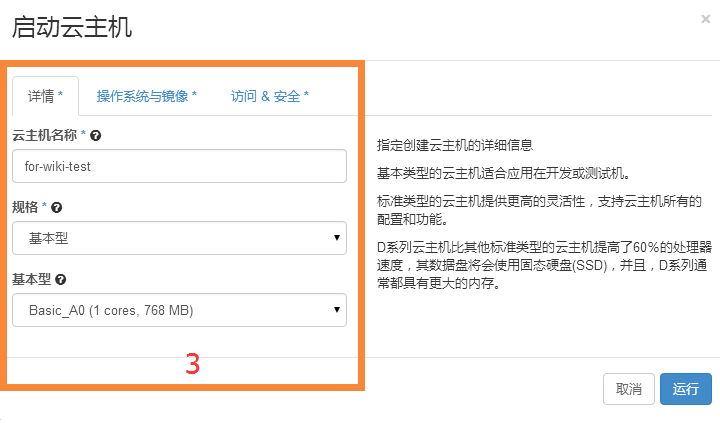 启动云主机
×
详情 * 操作系统与镜像 * 访问 & 安全 *
云主机名称 * ?
for-wiki-test
规格 * ?
基本型
基本型 ?
Basic_A0 (1 cores, 768 MB)
3
指定创建云主机的详细信息
基本类型的云主机适合应用在开发或测试机。
标准类型的云主机提供更高的灵活性，支持云主机所有的
配置和功能。
D系列云主机比其他标准类型的云主机提高了60%的处理器
速度，其数据盘将会使用固态硬盘(SSD)，并且，D系列通
常都具有更大的内存。
取消 运行